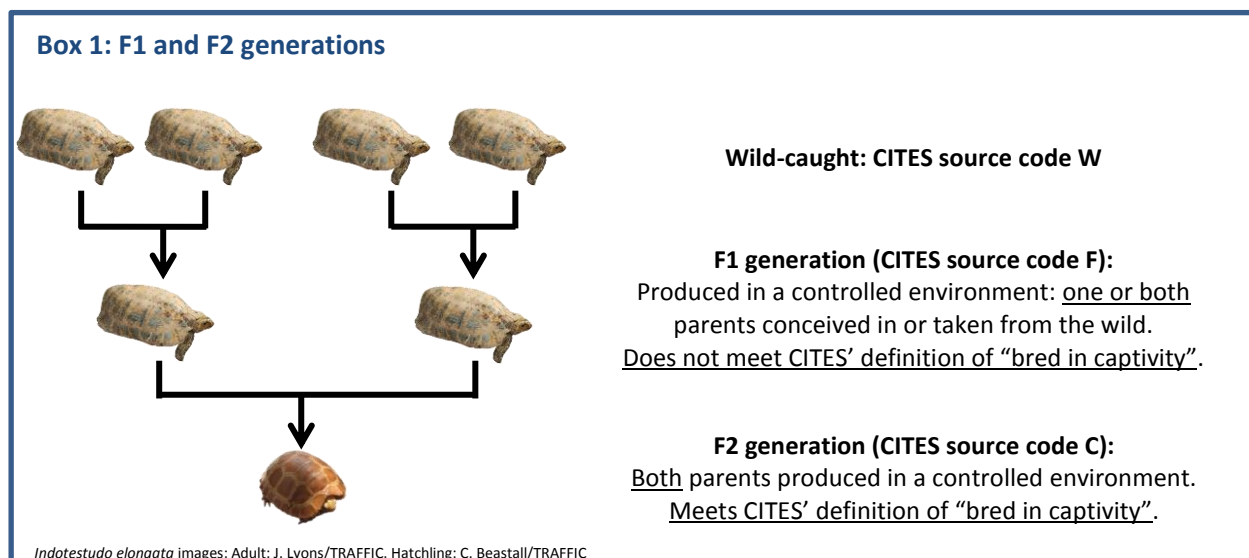 Box 1: F1 and F2 generations
Wild-caught: CITES source code W
F1 generation (CITES source code F):
Produced in a controlled environment: one or both
parents conceived in or taken from the wild.
Does not meet CITES’ definition of “bred in captivity”.
F2 generation (CITES source code C):
Both parents produced in a controlled environment.
Meets CITES’ definition of “bred in captivity”.
Indotestudo elongata images: Adult: J. Lyons/TRAFFIC, Hatchling: C. Beastall/TRAFFIC